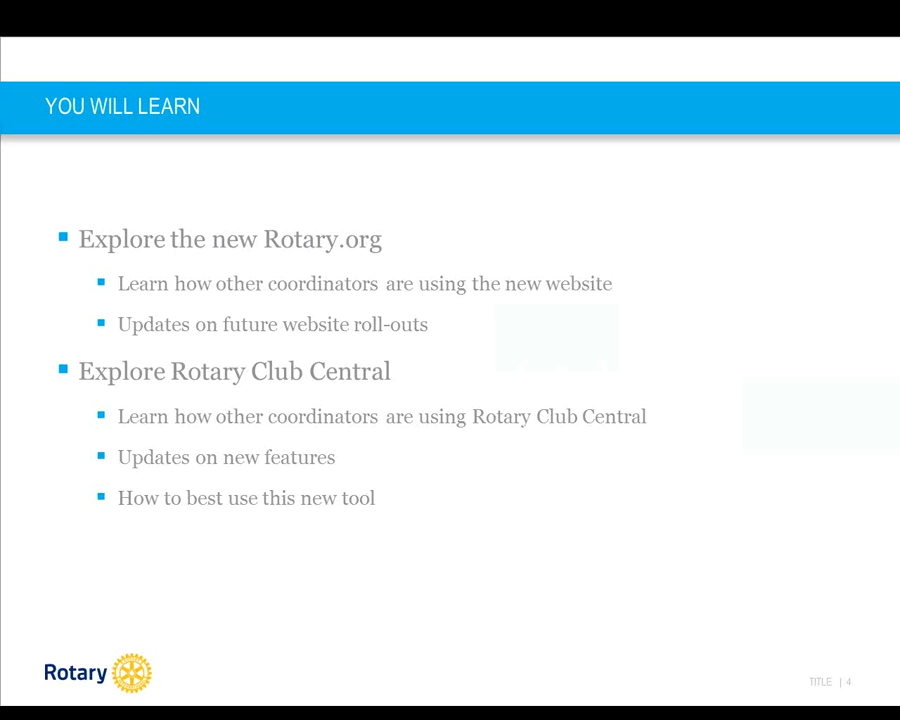 YOU WILL LEARN
Explore the new Rotary.org
Learn how other coordinators are using the new website
Updates on future website roll-outs
Explore Rotary Club Central
Learn how other coordinators are using Rotary Club Central
Updates on new features
How to best use this new tool
Rotary
TITLE | 4